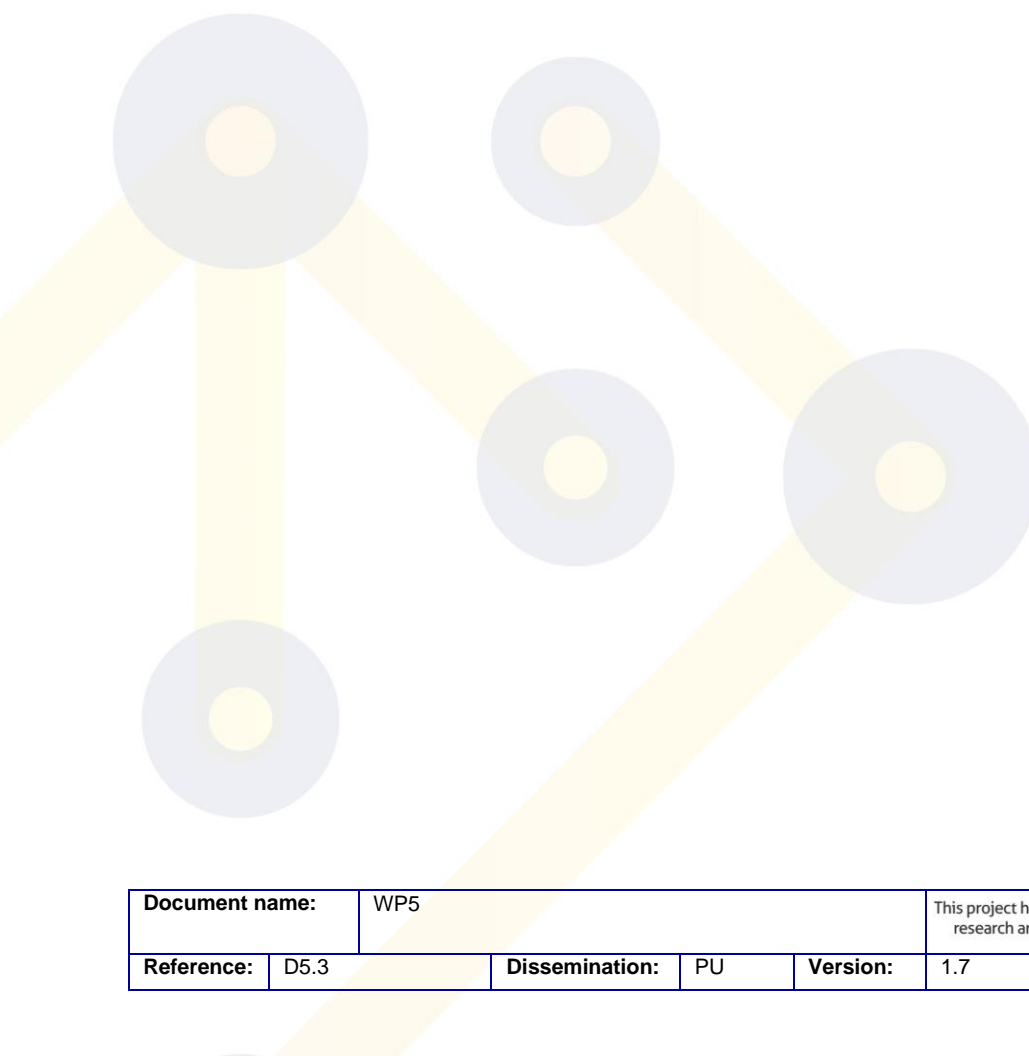 Document name: WP5 This project h
research ar
Reference: D5.3 Dissemination: PU Version: 1.7